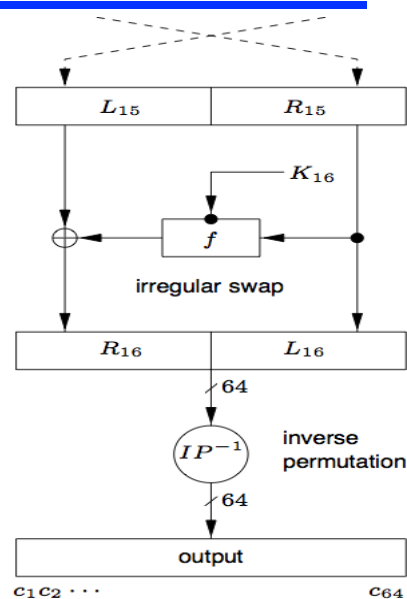 L₁₅ R₁₅
K₁₆
f
irregular swap
R₁₆ L₁₆
64
IP⁻¹
inverse
permutation
64
output
c₁c₂ ··· c₆₄